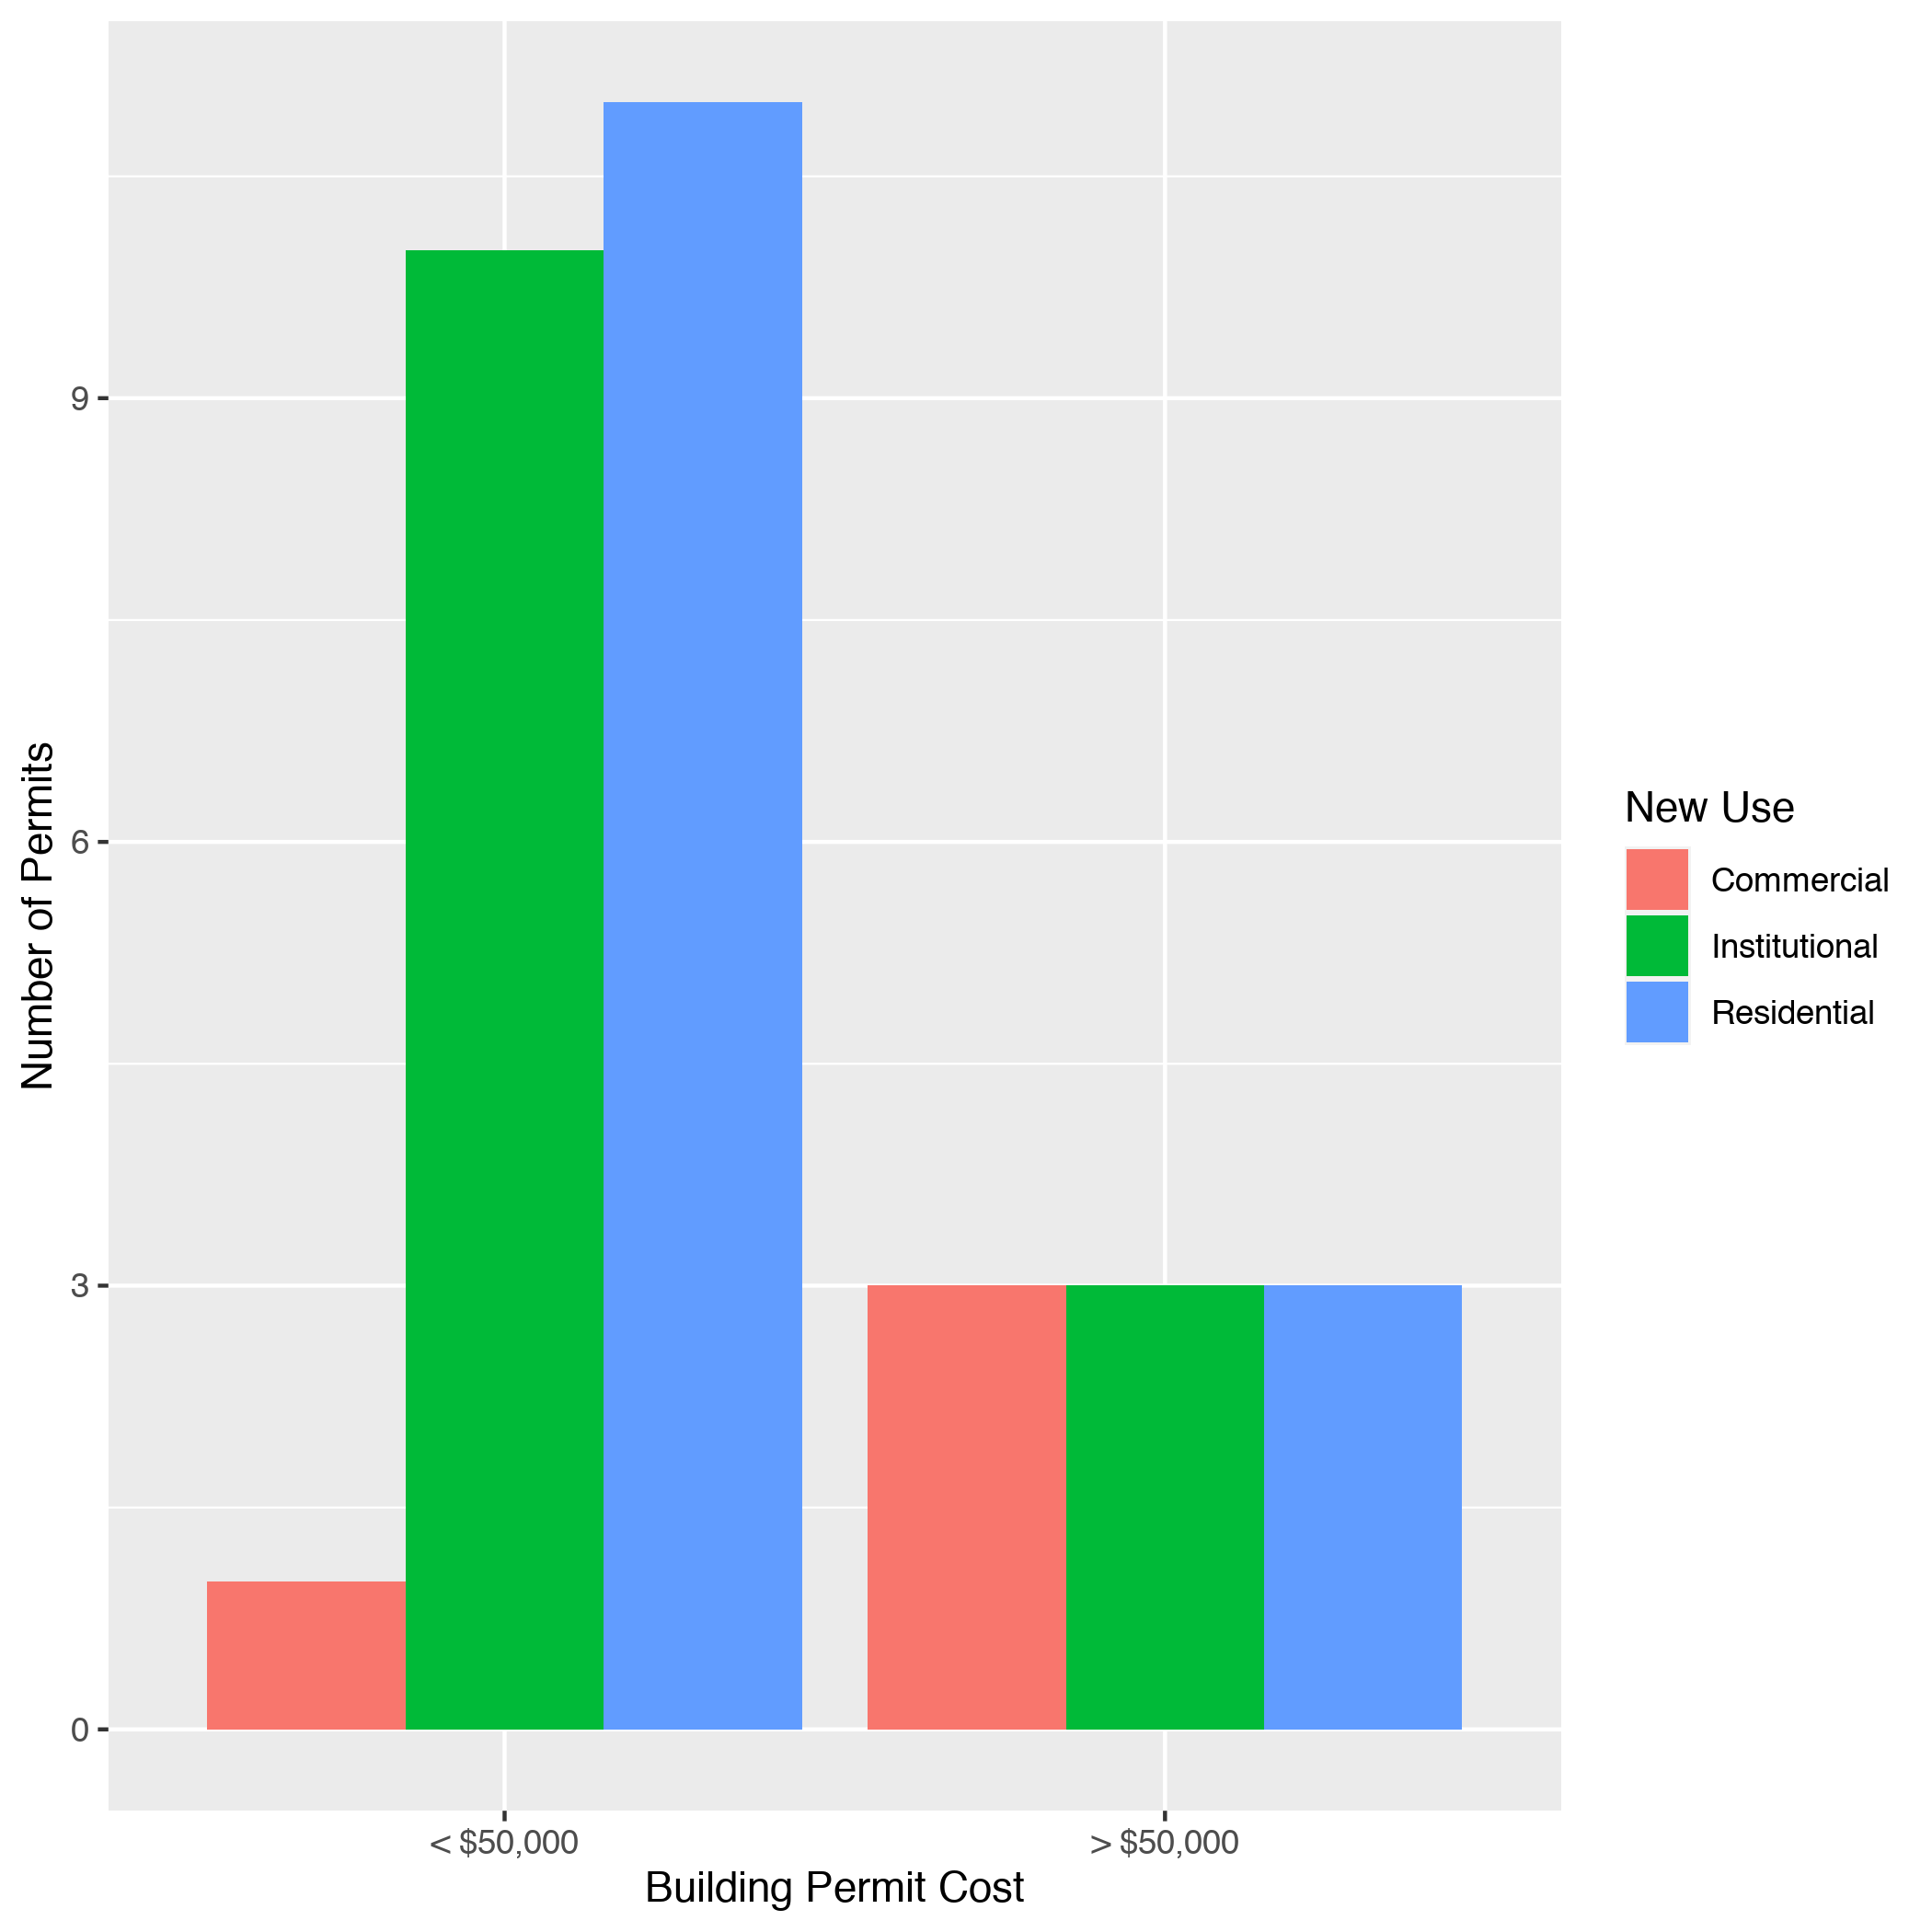 Number of Permits
9
6
3
0
< $50,000
> $50,000
Building Permit Cost
New Use
Commercial
Institutional
Residential